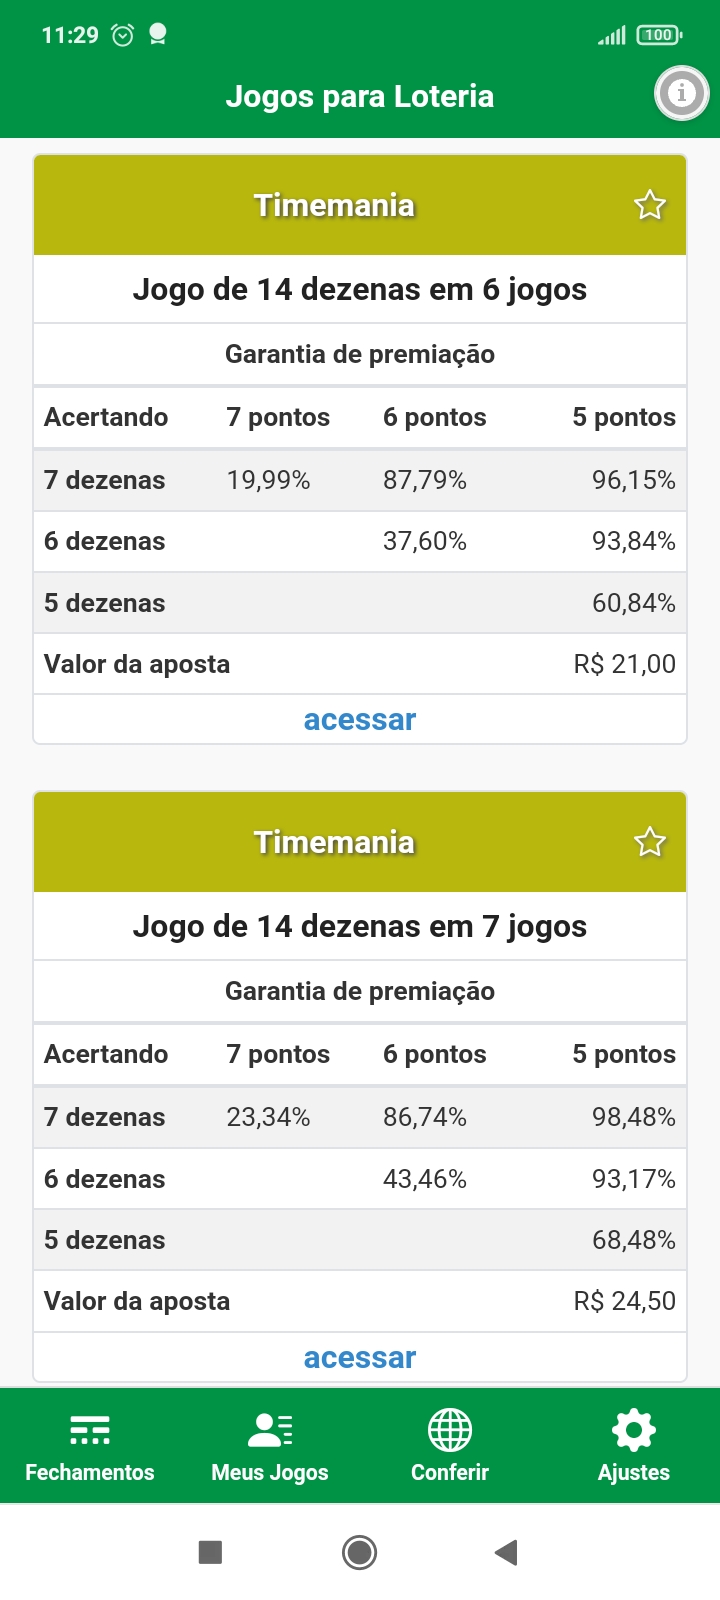 11:29
100
Jogos para Loteria
Timemania
Jogo de 14 dezenas em 6 jogos
Garantia de premiação
Acertando 7 pontos 6 pontos 5 pontos
7 dezenas 19,99% 87,79% 96,15%
6 dezenas 37,60% 93,84%
5 dezenas 60,84%
Valor da aposta R$ 21,00
acessar
Timemania
Jogo de 14 dezenas em 7 jogos
Garantia de premiação
Acertando 7 pontos 6 pontos 5 pontos
7 dezenas 23,34% 86,74% 98,48%
6 dezenas 43,46% 93,17%
5 dezenas 68,48%
Valor da aposta R$ 24,50
acessar
Fechamentos Meus Jogos Conferir Ajustes